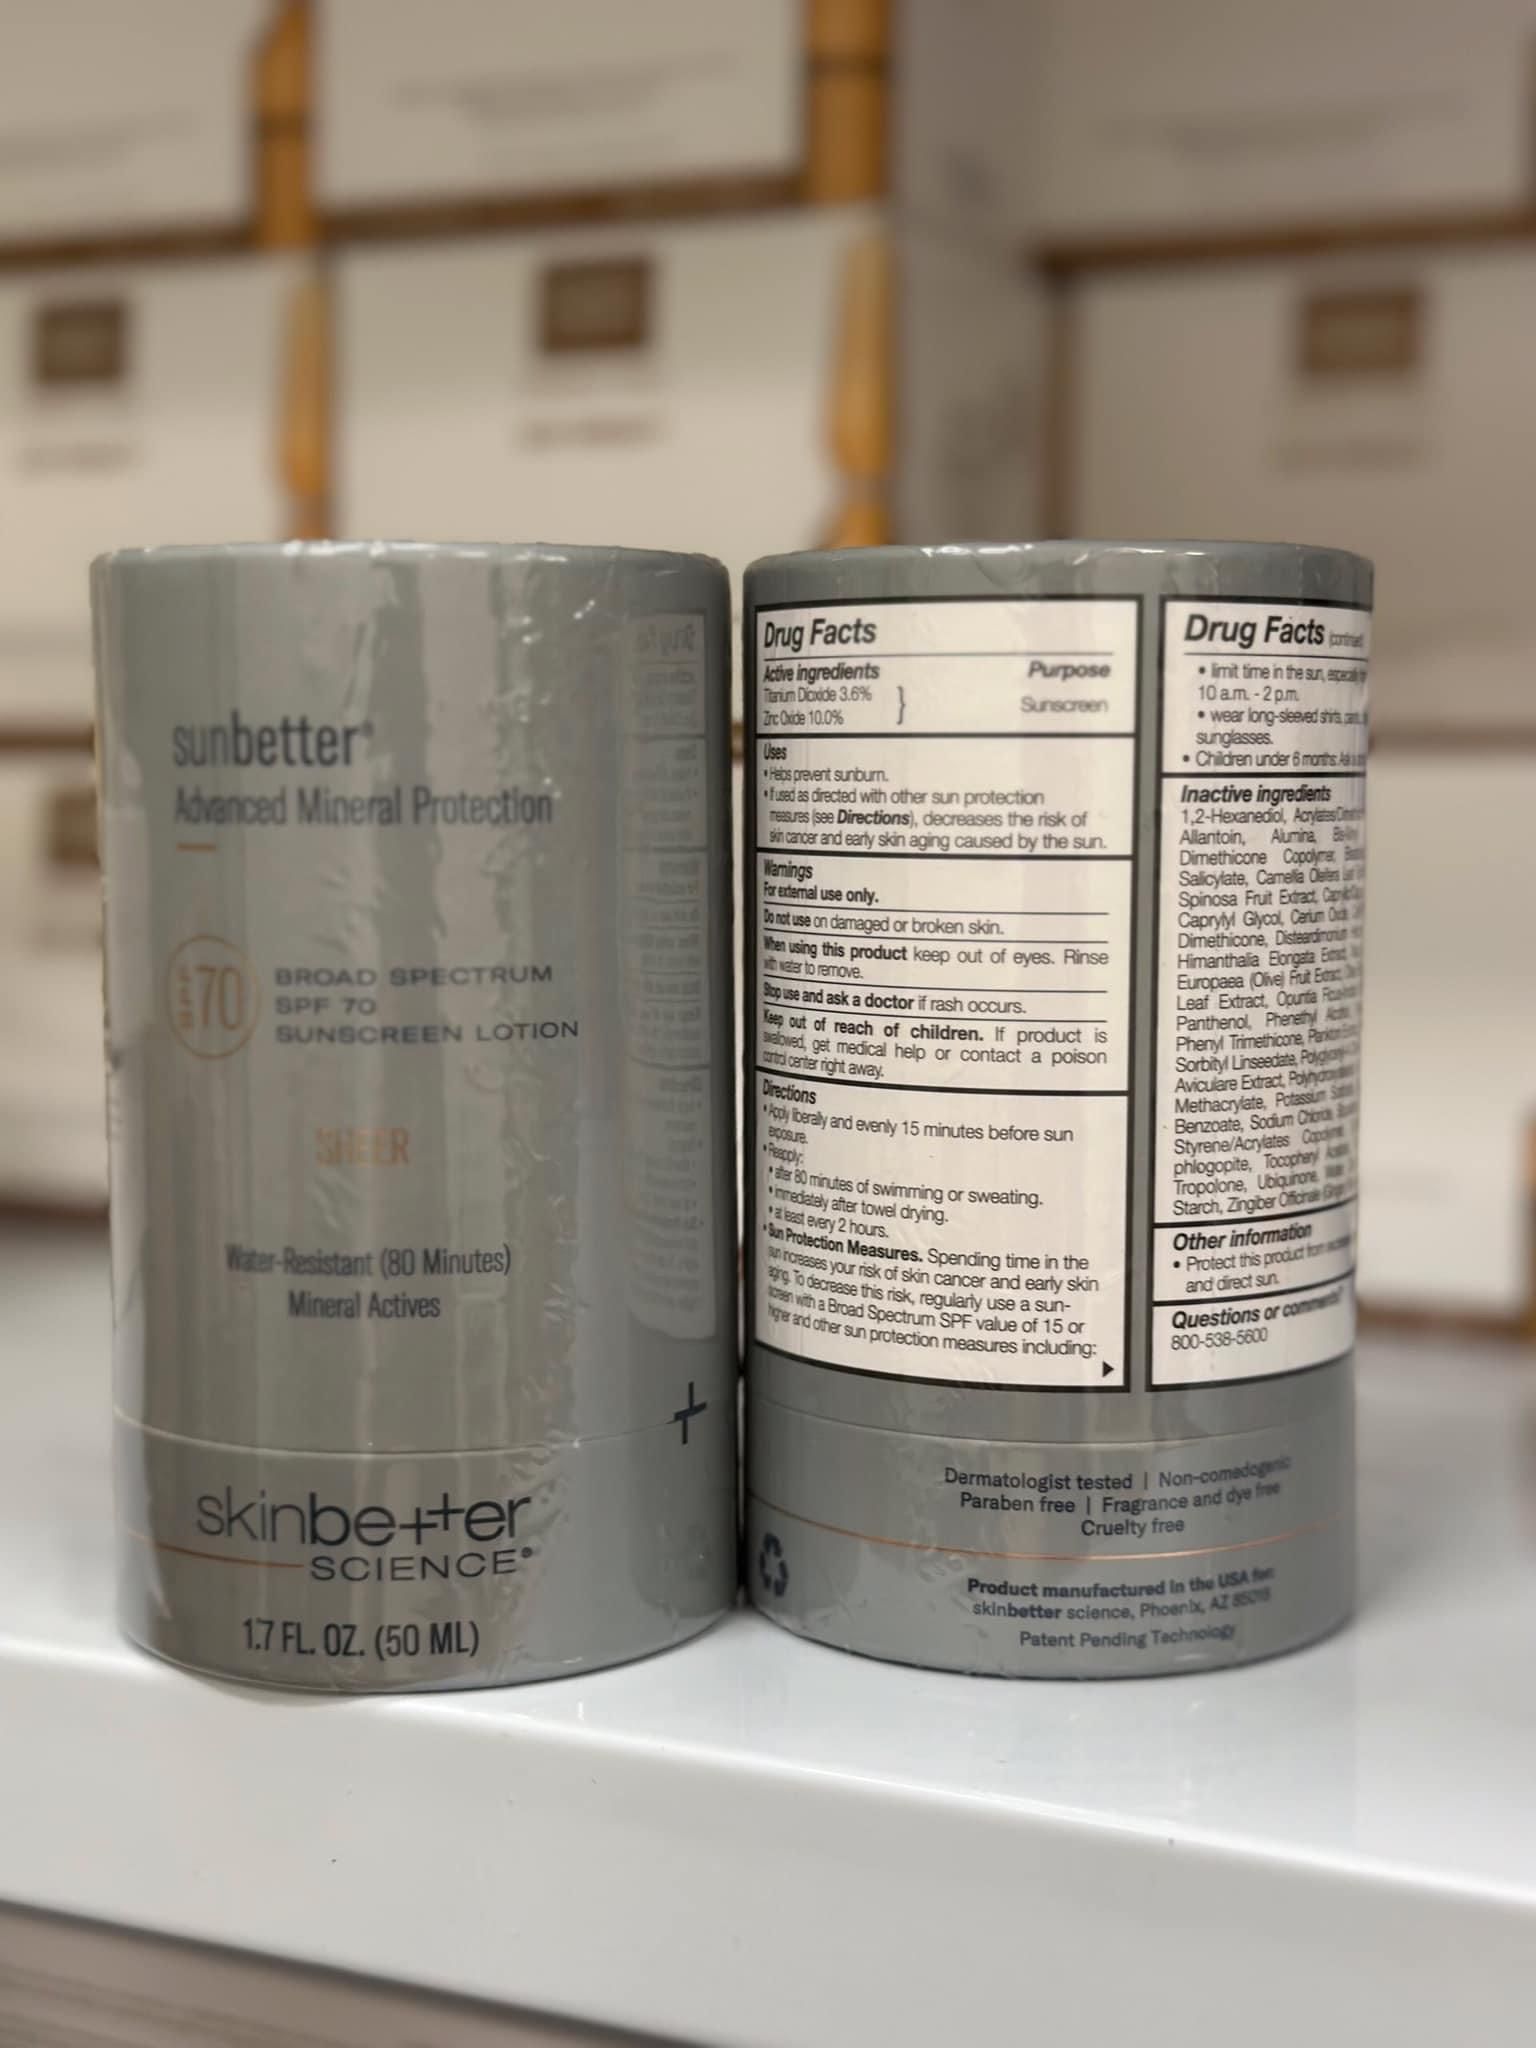 sunbetter®
Advanced Mineral Protection
SPF 70
BROAD SPECTRUM
SPF 70
SUNSCREEN LOTION
SHEER
Water-Resistant (80 Minutes)
Mineral Actives
skinbetter
SCIENCE®
1.7 FL. OZ. (50 ML)
Drug Facts
Active ingredients Purpose
Titanium Dioxide 3.6%
Zinc Oxide 10.0% } Sunscreen
Uses
• Helps prevent sunburn.
• If used as directed with other sun protection
measures (see Directions), decreases the risk of
skin cancer and early skin aging caused by the sun.
Warnings
For external use only.
Do not use on damaged or broken skin.
When using this product keep out of eyes. Rinse
with water to remove.
Stop use and ask a doctor if rash occurs.
Keep out of reach of children. If product is
swallowed, get medical help or contact a poison
control center right away.
Directions
• Apply liberally and evenly 15 minutes before sun
exposure.
• Reapply:
• after 80 minutes of swimming or sweating.
• immediately after towel drying.
• at least every 2 hours.
• Sun Protection Measures. Spending time in the
sun increases your risk of skin cancer and early skin
aging. To decrease this risk, regularly use a sun-
screen with a Broad Spectrum SPF value of 15 or
higher and other sun protection measures including:
Drug Facts (continued)
• limit time in the sun, especially
10 a.m. - 2 p.m.
• wear long-sleeved shirts, pants,
sunglasses.
• Children under 6 months: Ask a
Inactive ingredients
1,2-Hexanediol,
Allantoin, Alumina,
Dimethicone Copolymer,
Salicylate, Camellia Oleifera Leaf
Spinosa Fruit Extract,
Caprylyl Glycol, Cerium Oxide,
Dimethicone,
Himanthalia Elongata Extract,
Europaea (Olive) Fruit Extract,
Leaf Extract, Opuntia
Panthenol, Phenethyl Alcohol,
Phenyl Trimethicone, Plankton
Sorbityl Linseedate,
Aviculare Extract,
Methacrylate, Potassium
Benzoate, Sodium Chloride,
Styrene/Acrylates Copolymer,
phlogopite, Tocopheryl
Tropolone, Ubiquinone,
Starch, Zingiber Officinale (Ginger)
Other information
• Protect this product from
and direct sun.
Questions or comments?
800-538-5600
Dermatologist tested | Non-comedogenic
Paraben free | Fragrance and dye free
Cruelty free
Product manufactured in the USA for:
skinbetter science, Phoenix, AZ 85018
Patent Pending Technology